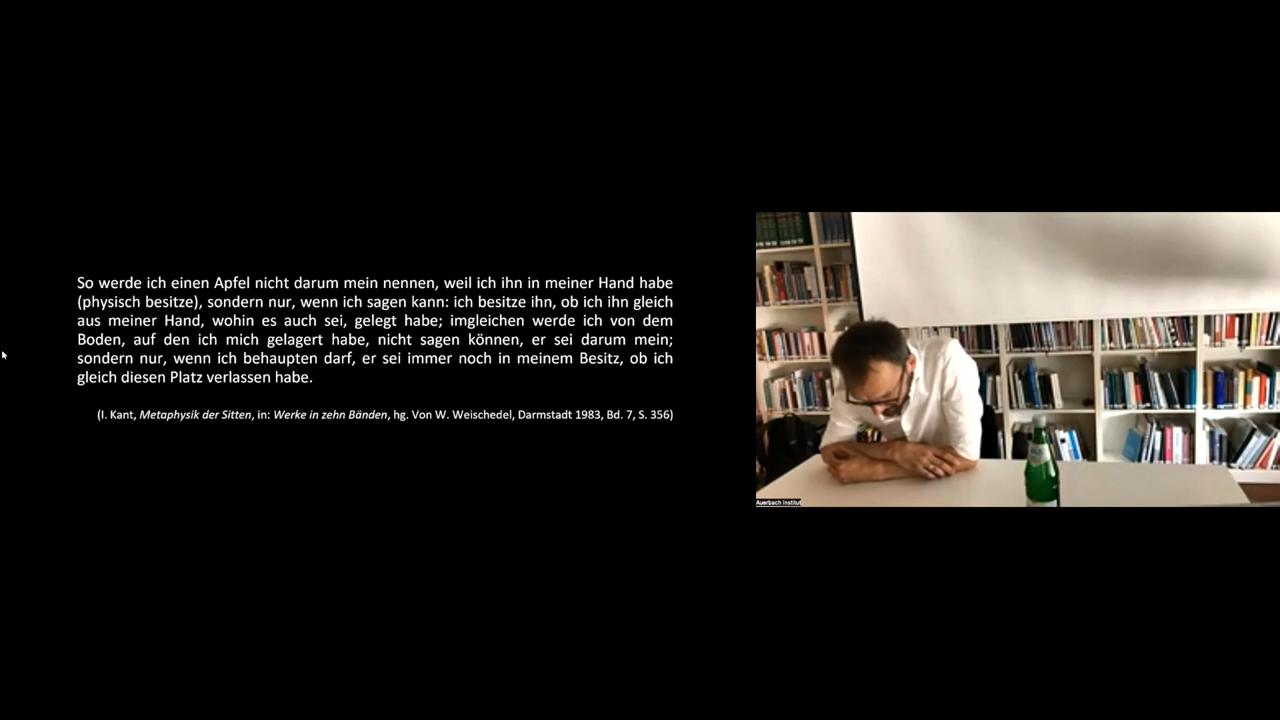 So werde ich einen Apfel nicht darum mein nennen, weil ich ihn in meiner Hand habe
(physisch besitze), sondern nur, wenn ich sagen kann: ich besitze ihn, ob ich ihn gleich
aus meiner Hand, wohin es auch sei, gelegt habe; imgleichen werde ich von dem
Boden, auf den ich mich gelagert habe, nicht sagen können, er sei darum mein;
sondern nur, wenn ich behaupten darf, er sei immer noch in meinem Besitz, ob ich
gleich diesen Platz verlassen habe.
(I. Kant, Metaphysik der Sitten, in: Werke in zehn Bänden, hg. Von W. Weischedel, Darmstadt 1983, Bd. 7, S. 356)
Auerbach Institut